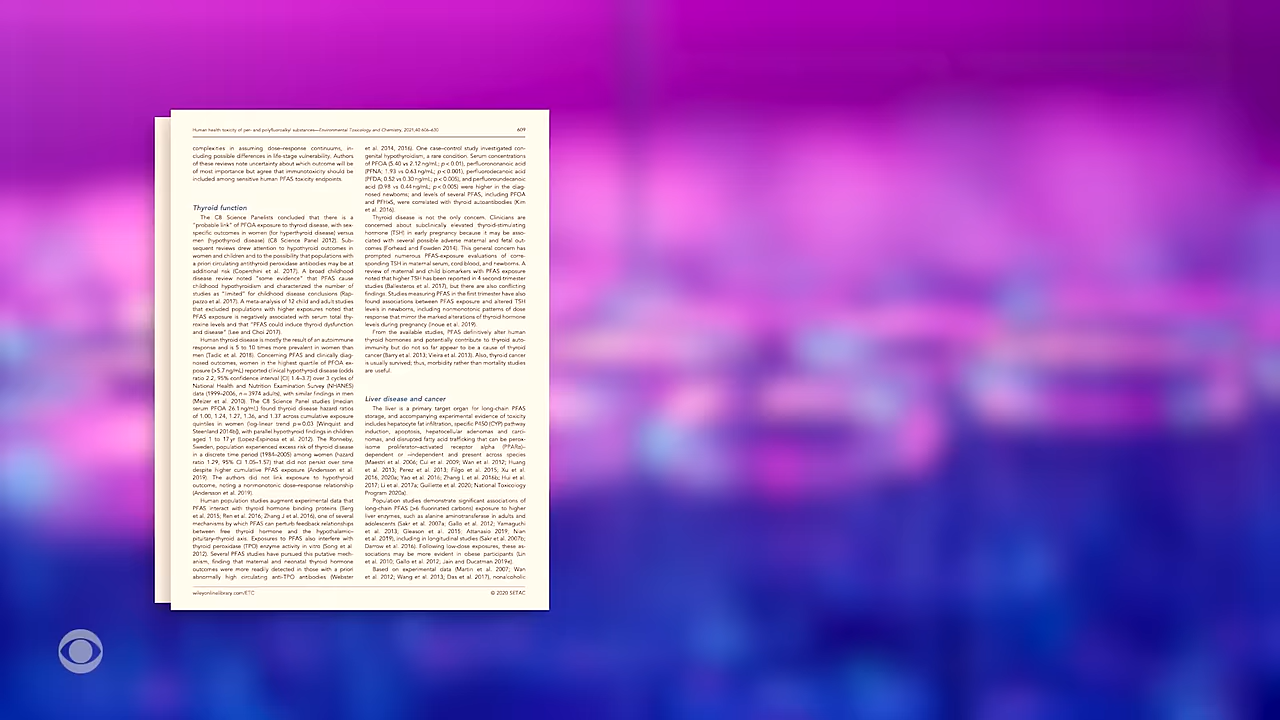 Human health toxicity of per- and polyfluoroalkyl substances—Environmental Toxicology and Chemistry, 2021;40:606–630
609
complexities in assuming dose–response continuums, in-
cluding possible differences in life-stage vulnerability. Authors
of these reviews note uncertainty about which outcome will be
of most importance but agree that immunotoxicity should be
included among sensitive human PFAS toxicity endpoints.
Thyroid function
The C8 Science Panelists concluded that there is a
"probable link" of PFOA exposure to thyroid disease, with sex-
specific outcomes in women (for hyperthyroid disease) versus
men (hypothyroid disease) (C8 Science Panel 2012). Sub-
sequent reviews drew attention to hypothyroid outcomes in
women and children and to the possibility that populations with
a priori circulating antithyroid peroxidase antibodies may be at
additional risk (Coperchini et al. 2017). A broad childhood
disease review noted "some evidence" that PFAS cause
childhood hypothyroidism and characterized the number of
studies as "limited" for childhood disease conclusions (Rap-
pazzo et al. 2017). A meta-analysis of 12 child and adult studies
that excluded populations with higher exposures noted that
PFAS exposure is negatively associated with serum total thy-
roxine levels and that "PFAS could induce thyroid dysfunction
and disease" (Lee and Choi 2017).
Human thyroid disease is mostly the result of an autoimmune
response and is 5 to 10 times more prevalent in women than
men (Tadic et al. 2018). Concerning PFAS and clinically diag-
nosed outcomes, women in the highest quartile of PFOA ex-
posure (>5.7 ng/mL) reported clinical hypothyroid disease (odds
ratio 2.2, 95% confidence interval [CI] 1.4–3.7) over 3 cycles of
National Health and Nutrition Examination Survey (NHANES)
data (1999–2006, n = 3974 adults), with similar findings in men
(Melzer et al. 2010). The C8 Science Panel studies (median
serum PFOA 26.1 ng/mL) found thyroid disease hazard ratios
of 1.00, 1.24, 1.27, 1.36, and 1.37 across cumulative exposure
quintiles in women (log-linear trend p = 0.03 [Winquist and
Steenland 2014b]), with parallel hypothyroid findings in children
aged 1 to 17 yr (Lopez-Espinosa et al. 2012). The Ronneby,
Sweden, population experienced excess risk of thyroid disease
in a discrete time period (1984–2005) among women (hazard
ratio 1.29, 95% CI 1.05–1.57) that did not persist over time
despite higher cumulative PFAS exposure (Andersson et al.
2019). The authors did not link exposure to hypothyroid
outcome, noting a nonmonotonic dose–response relationship
(Andersson et al. 2019).
Human population studies augment experimental data that
PFAS interact with thyroid hormone binding proteins (Berg
et al. 2015; Ren et al. 2016; Zhang J et al. 2016), one of several
mechanisms by which PFAS can perturb feedback relationships
between free thyroid hormone and the hypothalamic-
pituitary-thyroid axis. Exposures to PFAS also interfere with
thyroid peroxidase (TPO) enzyme activity in vitro (Song et al.
2012). Several PFAS studies have pursued this putative mech-
anism, finding that maternal and neonatal thyroid hormone
outcomes were more readily detected in those with a priori
abnormally high circulating anti-TPO antibodies (Webster
et al. 2014, 2016). One case–control study investigated con-
genital hypothyroidism, a rare condition. Serum concentrations
of PFOA (5.40 vs 2.12 ng/mL; p < 0.01), perfluorononanoic acid
(PFNA; 1.93 vs 0.63 ng/mL; p < 0.001), perfluorodecanoic acid
(PFDA; 0.52 vs 0.30 ng/mL; p < 0.005), and perfluorodecanoic
acid (0.98 vs 0.44 ng/mL; p < 0.005) were higher in the diag-
nosed newborns; and levels of several PFAS, including PFOA
and PFHxS, were correlated with thyroid autoantibodies (Kim
et al. 2016).
Thyroid disease is not the only concern. Clinicians are
concerned about subclinically elevated thyroid-stimulating
hormone (TSH) in early pregnancy because it may be asso-
ciated with several possible adverse maternal and fetal out-
comes (Forhead and Fowden 2014). This general concern has
prompted numerous PFAS-exposure evaluations of corre-
sponding TSH in maternal serum, cord blood, and newborns. A
review of maternal and child biomarkers with PFAS exposure
noted that higher TSH has been reported in 4 second trimester
studies (Ballesteros et al. 2017), but there are also conflicting
findings. Studies measuring PFAS in the first trimester have also
found associations between PFAS exposure and altered TSH
levels in newborns, including nonmonotonic patterns of dose
response that mirror the marked alterations of thyroid hormone
levels during pregnancy (Inoue et al. 2019).
From the available studies, PFAS definitively alter human
thyroid hormones and potentially contribute to thyroid auto-
immunity but do not so far appear to be a cause of thyroid
cancer (Barry et al. 2013; Vieira et al. 2013). Also, thyroid cancer
is usually survived; thus, morbidity rather than mortality studies
are useful.
Liver disease and cancer
The liver is a primary target organ for long-chain PFAS
storage, and accompanying experimental evidence of toxicity
includes hepatocyte fat infiltration, specific P450 (CYP) pathway
induction, apoptosis, hepatocellular adenomas and carci-
nomas, and disrupted fatty acid trafficking that can be perox-
isome proliferator–activated receptor alpha (PPARα)–
dependent or –independent and present across species
(Maestri et al. 2006; Cui et al. 2009; Wan et al. 2012; Huang
et al. 2013; Perez et al. 2013; Filgo et al. 2015, Xu et al.
2016, 2020a; Yao et al. 2016; Zhang L et al. 2016b; Hui et al.
2017; Li et al. 2017a; Guillette et al. 2020; National Toxicology
Program 2020a).
Population studies demonstrate significant associations of
long-chain PFAS (>6 fluorinated carbons) exposure to higher
liver enzymes, such as alanine aminotransferase in adults and
adolescents (Sakr et al. 2007a; Gallo et al. 2012; Yamaguchi
et al. 2013; Gleason et al. 2015; Attanasio 2019; Nian
et al. 2019), including in longitudinal studies (Sakr et al. 2007b;
Darrow et al. 2016). Following low-dose exposures, these as-
sociations may be more evident in obese participants (Lin
et al. 2010; Gallo et al. 2012; Jain and Ducatman 2019e).
Based on experimental data (Martin et al. 2007; Wan
et al. 2012; Wang et al. 2013; Das et al. 2017), nonalcoholic
wileyonlinelibrary.com/ETC
© 2020 SETAC